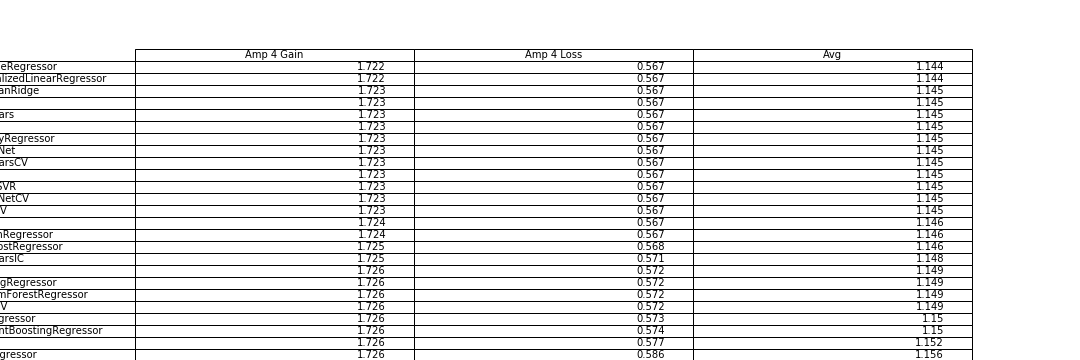 Amp 4 Gain Amp 4 Loss Avg
eRegressor 1.722 0.567 1.144
lizedLinearRegressor 1.722 0.567 1.144
anRidge 1.723 0.567 1.145
1.723 0.567 1.145
ars 1.723 0.567 1.145
1.723 0.567 1.145
yRegressor 1.723 0.567 1.145
Net 1.723 0.567 1.145
arsCV 1.723 0.567 1.145
1.723 0.567 1.145
SVR 1.723 0.567 1.145
NetCV 1.723 0.567 1.145
V 1.723 0.567 1.145
1.724 0.567 1.146
nRegressor 1.724 0.567 1.146
ostRegressor 1.725 0.568 1.146
arsIC 1.725 0.571 1.148
1.726 0.572 1.149
gRegressor 1.726 0.572 1.149
mForestRegressor 1.726 0.572 1.149
V 1.726 0.572 1.149
gressor 1.726 0.573 1.15
ntBoostingRegressor 1.726 0.574 1.15
1.726 0.577 1.152
gressor 1.726 0.586 1.156